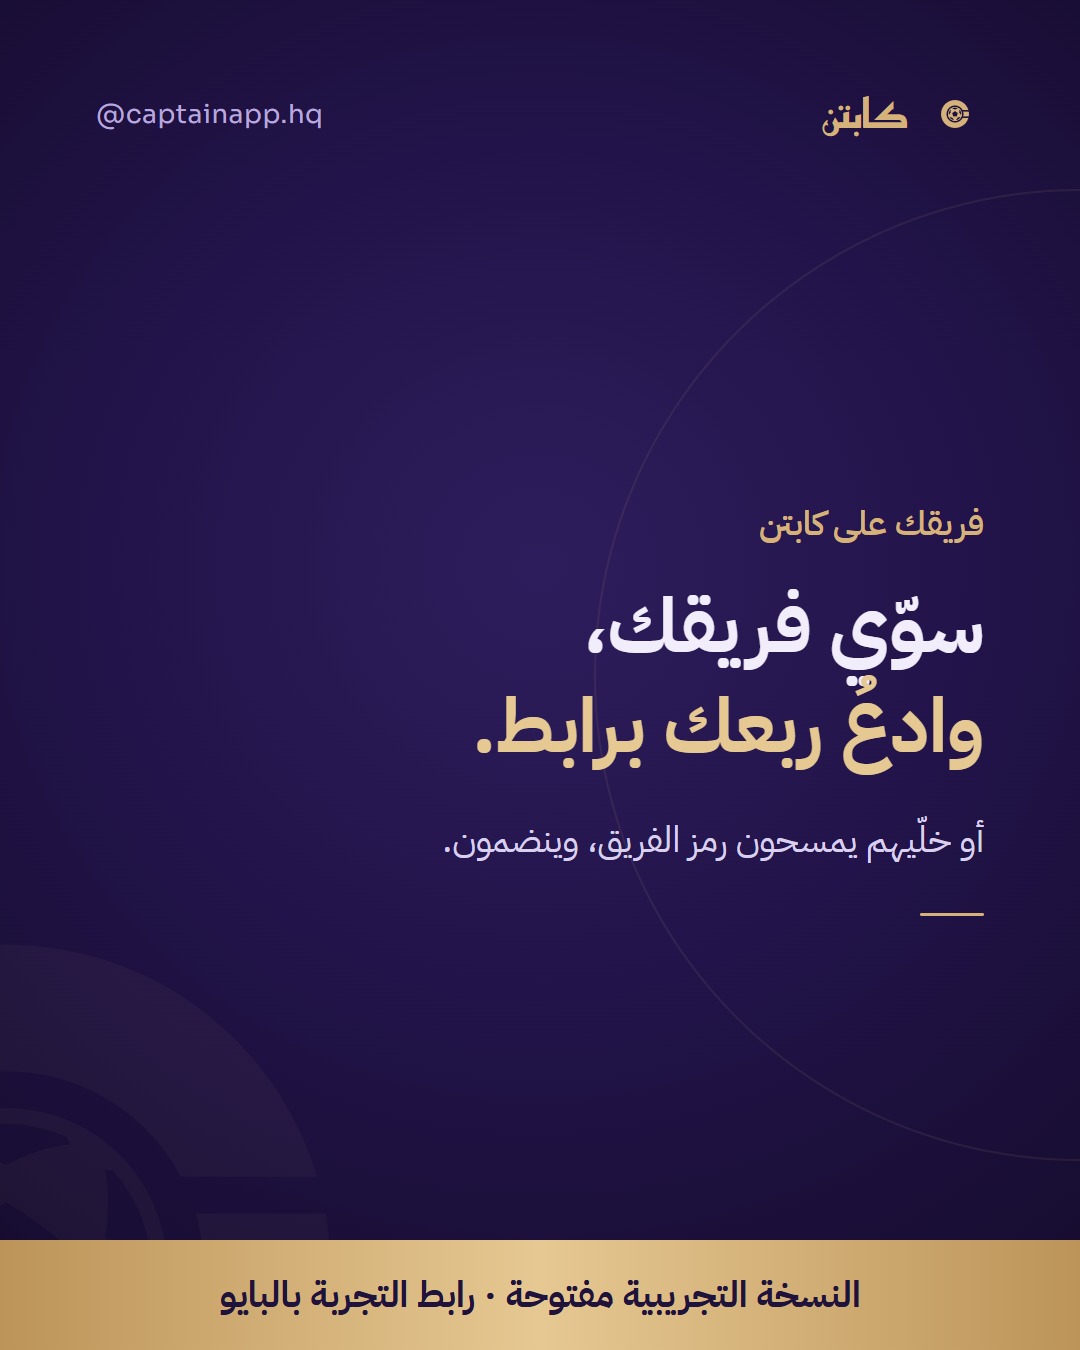 كابتن
@captainapp.hq
فريقك على كابتن
سوّي فريقك،
وادعُ ربعك برابط.
أو خلّيهم يمسحون رمز الفريق، وينضمون.
النسخة التجريبية مفتوحة · رابط التجربة بالبايو